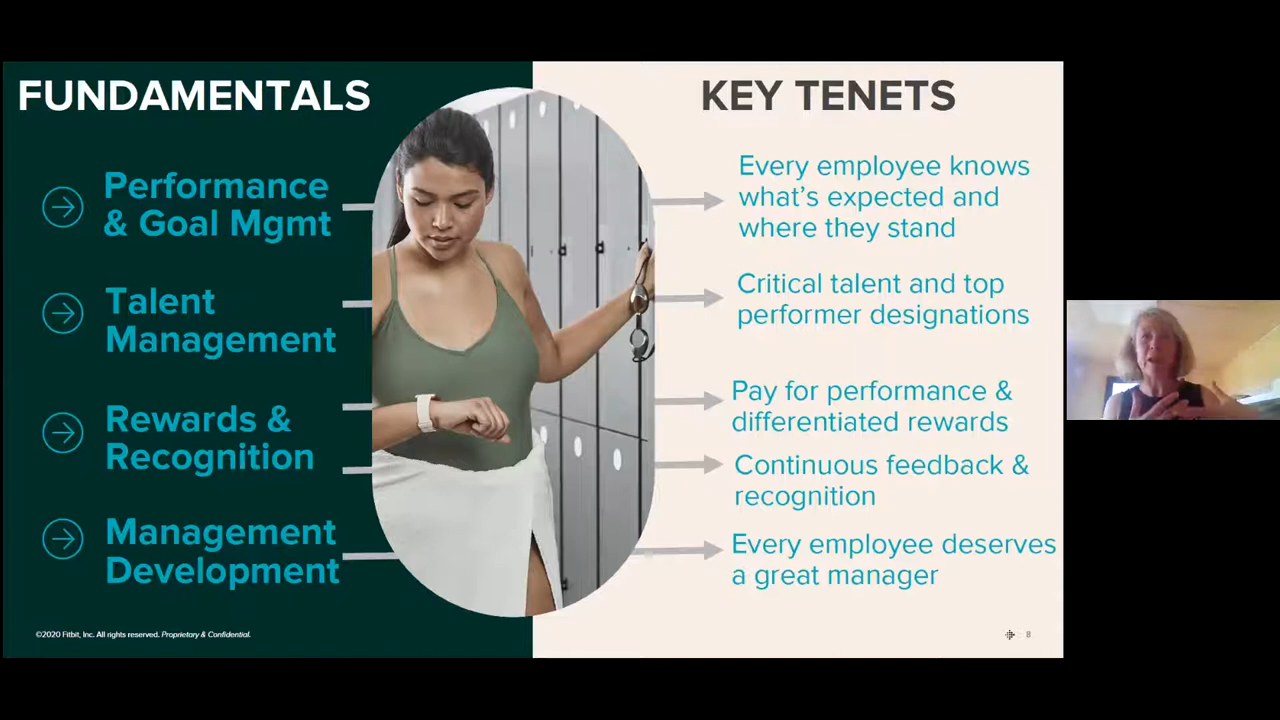 FUNDAMENTALS
Performance
& Goal Mgmt
Talent
Management
Rewards &
Recognition
Management
Development
©2020 Fitbit, Inc. All rights reserved. Proprietary & Confidential.
KEY TENETS
Every employee knows
what's expected and
where they stand
Critical talent and top
performer designations
Pay for performance &
differentiated rewards
Continuous feedback &
recognition
Every employee deserves
a great manager
8